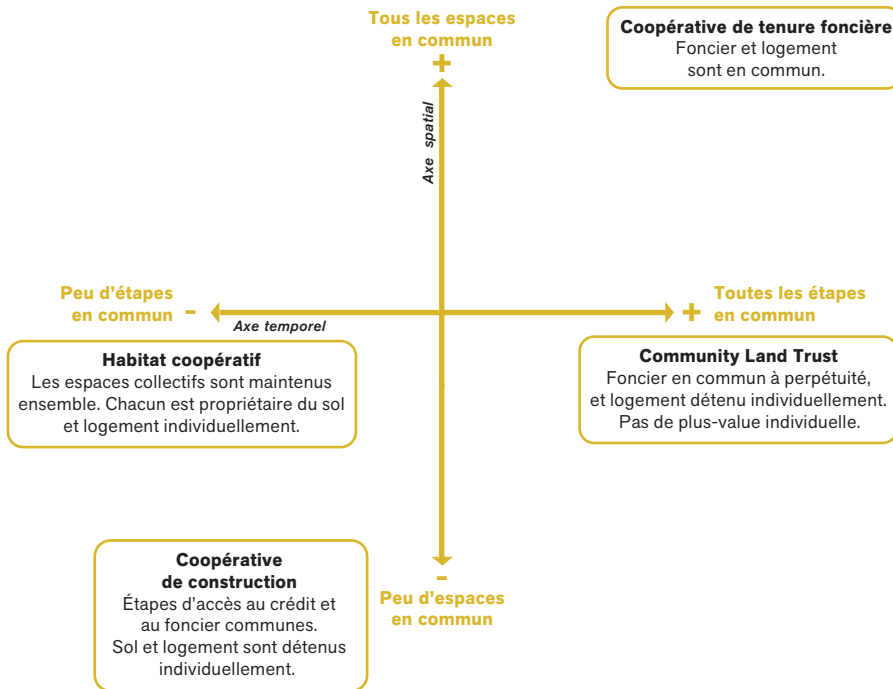 Tous les espaces
en commun
+
Coopérative de tenure foncière
Foncier et logement
sont en commun.
Axe spatial
Peu d'étapes
en commun -
Axe temporel
+ Toutes les étapes
en commun
Habitat coopératif
Les espaces collectifs sont maintenus
ensemble. Chacun est propriétaire du sol
et logement individuellement.
Community Land Trust
Foncier en commun à perpétuité,
et logement détenu individuellement.
Pas de plus-value individuelle.
Coopérative
de construction
Étapes d'accès au crédit et
au foncier communes.
Sol et logement sont détenus
individuellement.
-
Peu d'espaces
en commun